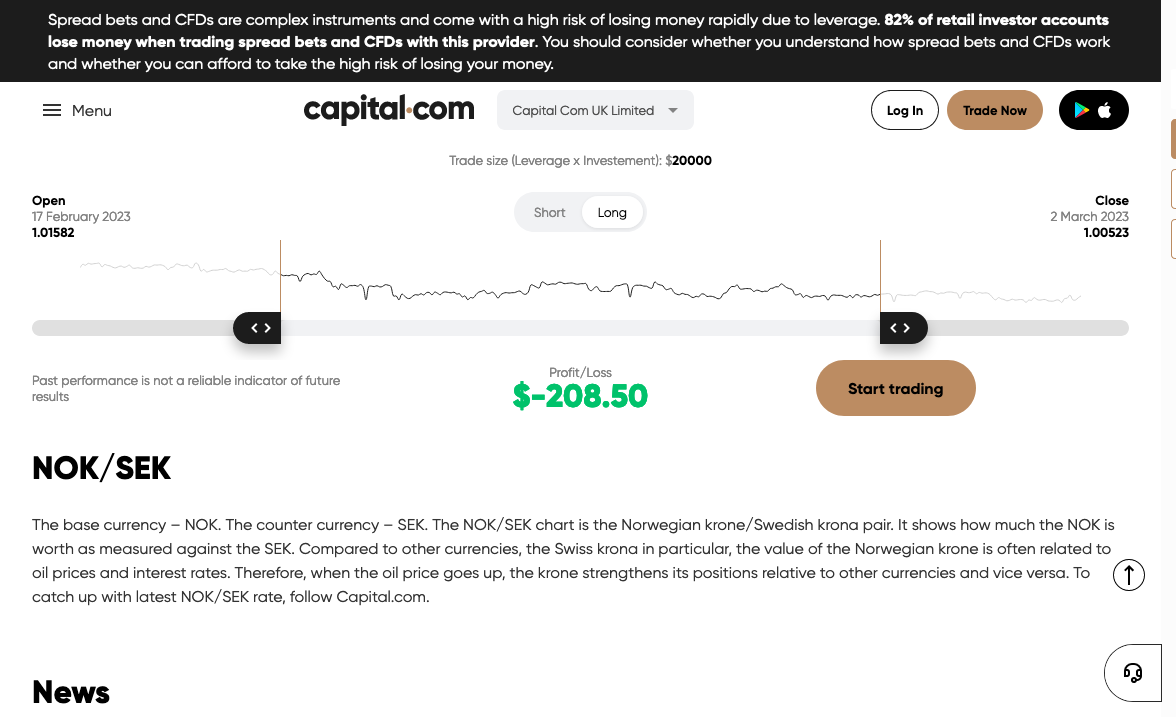 Spread bets and CFDs are complex instruments and come with a high risk of losing money rapidly due to leverage. 82% of retail investor accounts
lose money when trading spread bets and CFDs with this provider. You should consider whether you understand how spread bets and CFDs work
and whether you can afford to take the high risk of losing your money.
Menu
capital.com
Capital Com UK Limited
Log In
Trade Now
Trade size (Leverage x Investement): $20000
Open
17 February 2023
1.01582
Short
Long
Close
2 March 2023
1.00523
Past performance is not a reliable indicator of future
results
Profit/Loss
$-208.50
Start trading
NOK/SEK
The base currency – NOK. The counter currency – SEK. The NOK/SEK chart is the Norwegian krone/Swedish krona pair. It shows how much the NOK is
worth as measured against the SEK. Compared to other currencies, the Swiss krona in particular, the value of the Norwegian krone is often related to
oil prices and interest rates. Therefore, when the oil price goes up, the krone strengthens its positions relative to other currencies and vice versa. To
catch up with latest NOK/SEK rate, follow Capital.com.
News